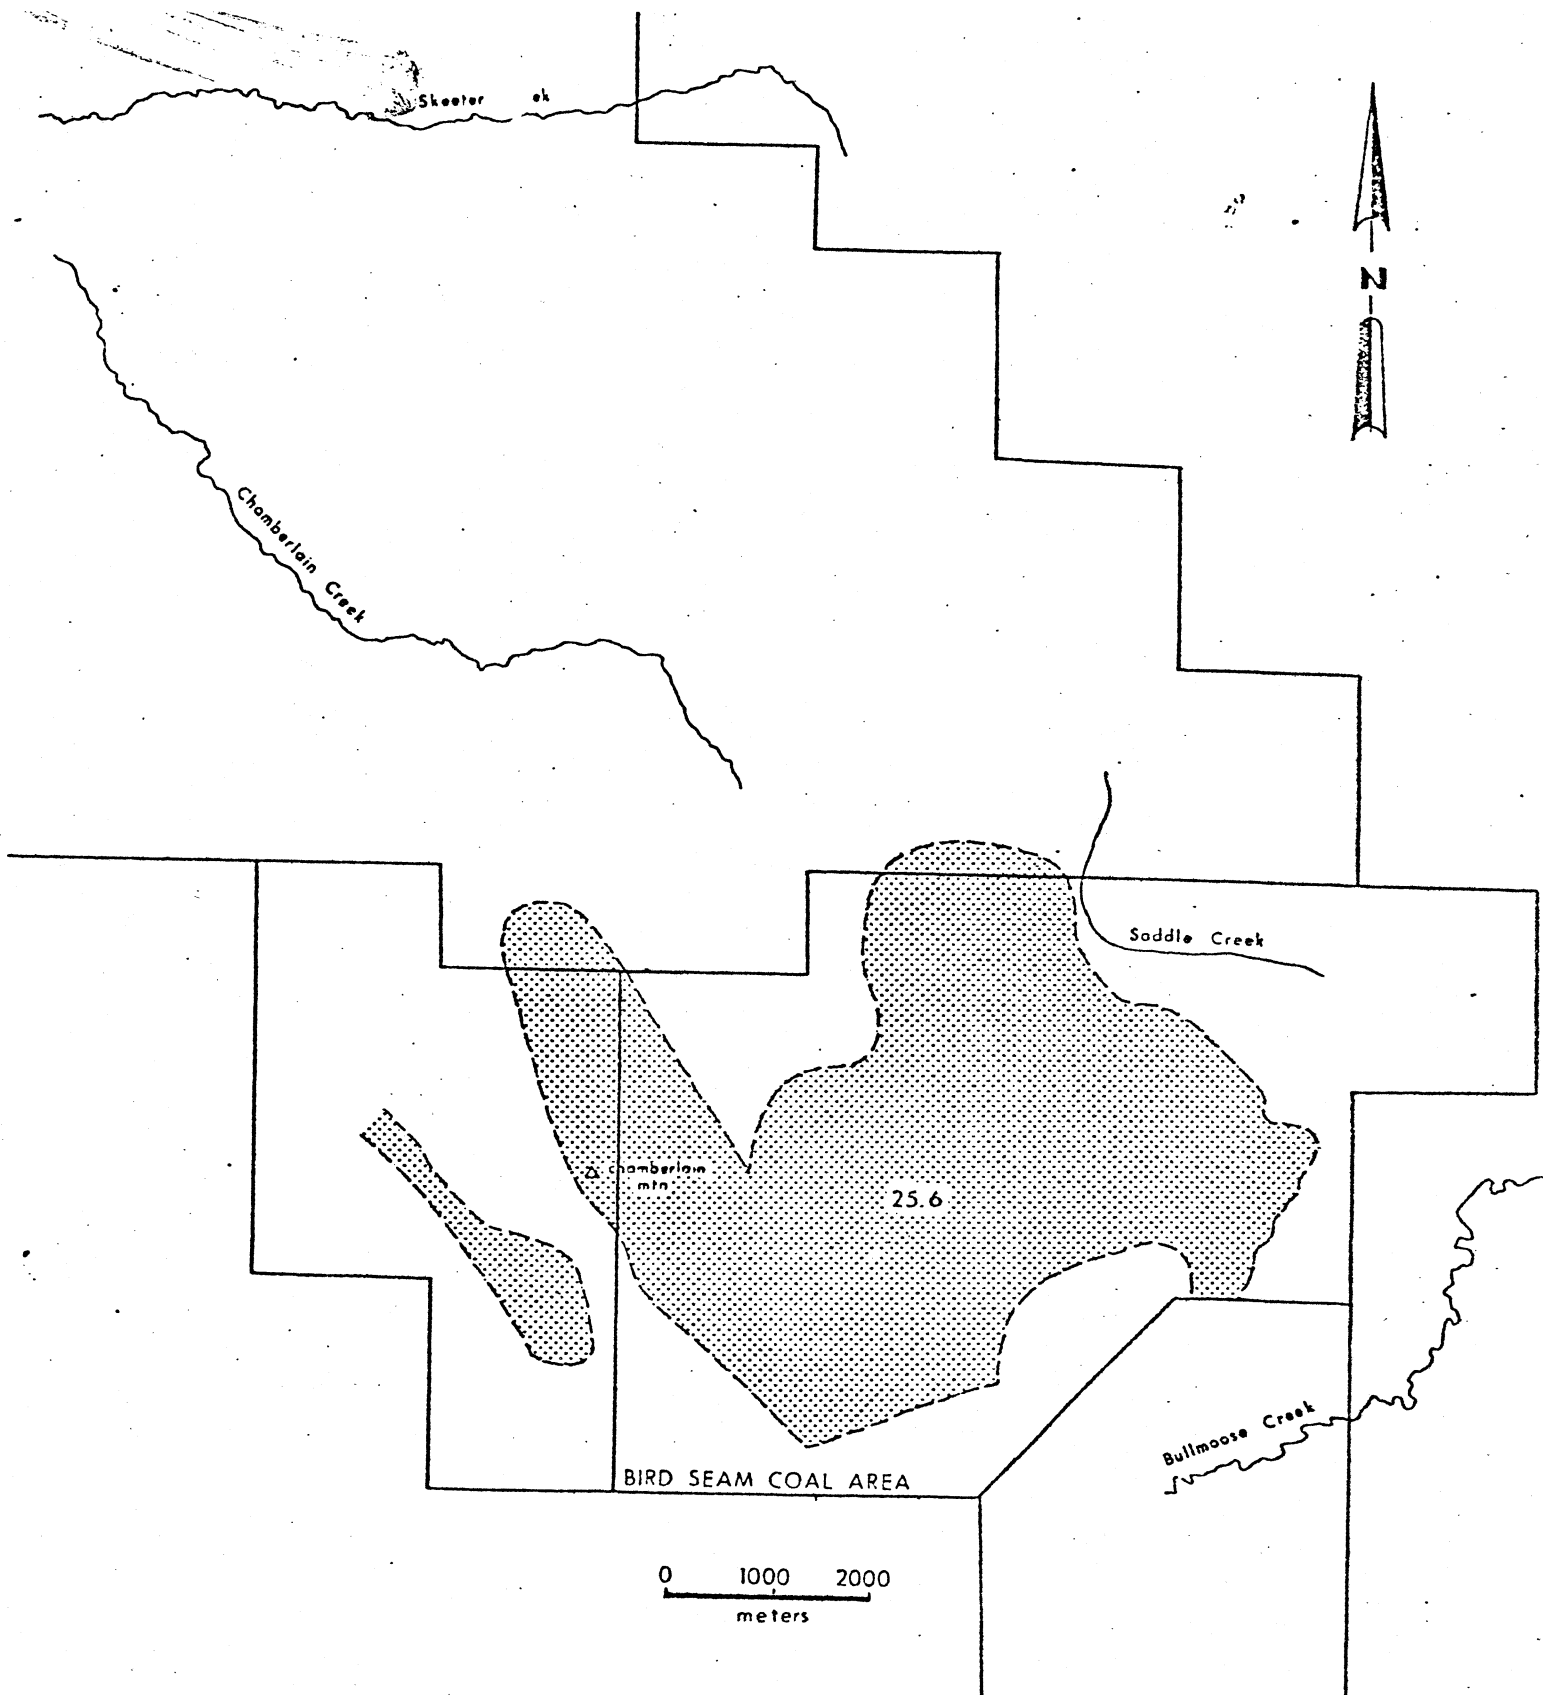 Skeeter ek
N
Chamberlain Creek
Saddle Creek
chamberlain
mtn
25.6
Bullmoose Creek
BIRD SEAM COAL AREA
0 1000 2000
meters